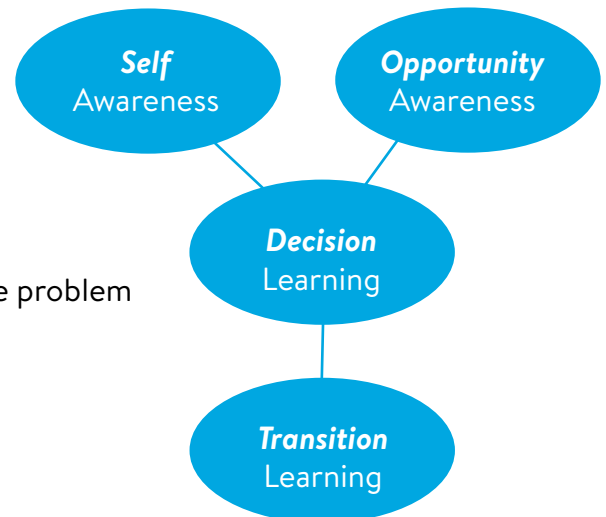 Self
Awareness
Opportunity
Awareness
Decision
Learning
e problem
Transition
Learning